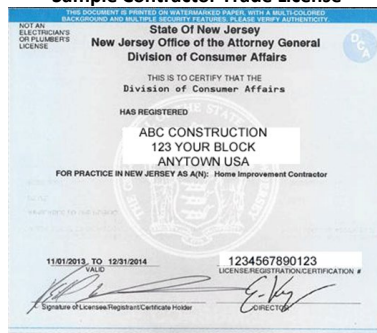 Sample Contractor Trade License
THIS DOCUMENT IS PRINTED ON WATERMARKED PAPER, WITH A MULTI-COLORED
BACKGROUND AND MULTIPLE SECURITY FEATURES. PLEASE VERIFY AUTHENTICITY.
NOT AN
ELECTRICIAN'S
OR PLUMBER'S
LICENSE
State Of New Jersey
New Jersey Office of the Attorney General
Division of Consumer Affairs
DCA
THIS IS TO CERTIFY THAT THE
Division of Consumer Affairs
HAS REGISTERED
ABC CONSTRUCTION
123 YOUR BLOCK
ANYTOWN USA
FOR PRACTICE IN NEW JERSEY AS A(N): Home Improvement Contractor
11/01/2013 TO 12/31/2014
VALID
1234567890123
LICENSE/REGISTRATION/CERTIFICATION #
Signature of Licensee/Registrant/Certificate Holder
DIRECTOR